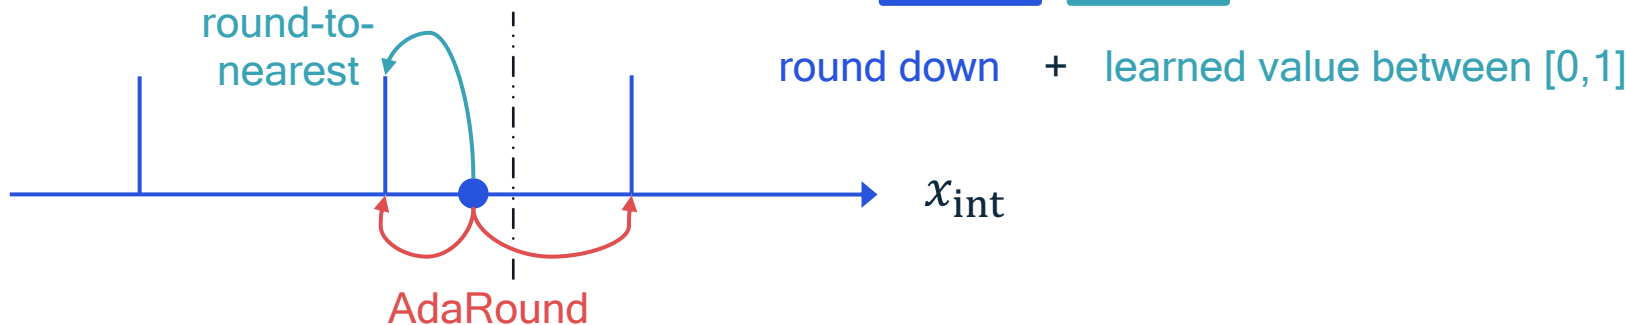 round-to-
nearest
round down + learned value between [0,1]
x_int
AdaRound